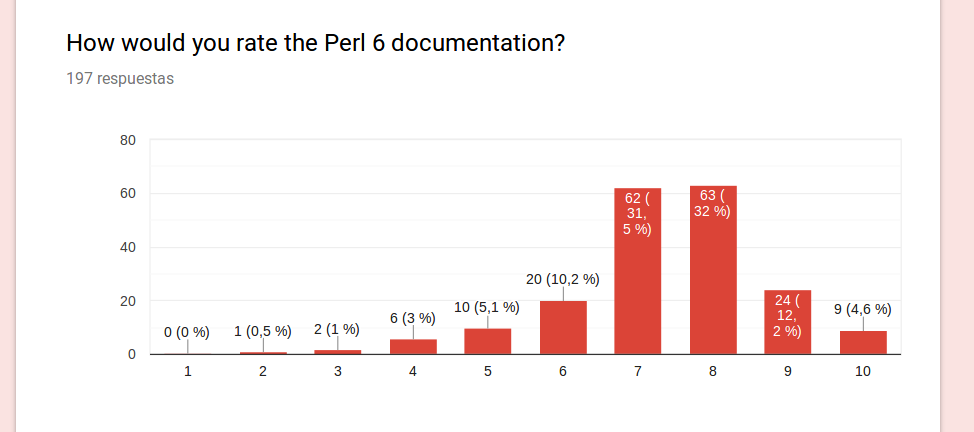 How would you rate the Perl 6 documentation?
197 respuestas
80
60
40
20
0
0 (0 %)
1 (0,5 %)
2 (1 %)
6 (3 %)
10 (5,1 %)
20 (10,2 %)
62 (
31,
5 %)
63 (
32 %)
24 (
12,
2 %)
9 (4,6 %)
1
2
3
4
5
6
7
8
9
10